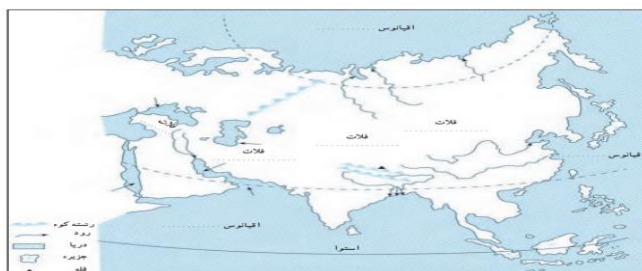 اقیانوس ............
فلات
............
فلات
............
فلات
............
اقیانوس
............
اقیانوس
............
استوا
رشته کوه
رود
دریا
جزیره
قله